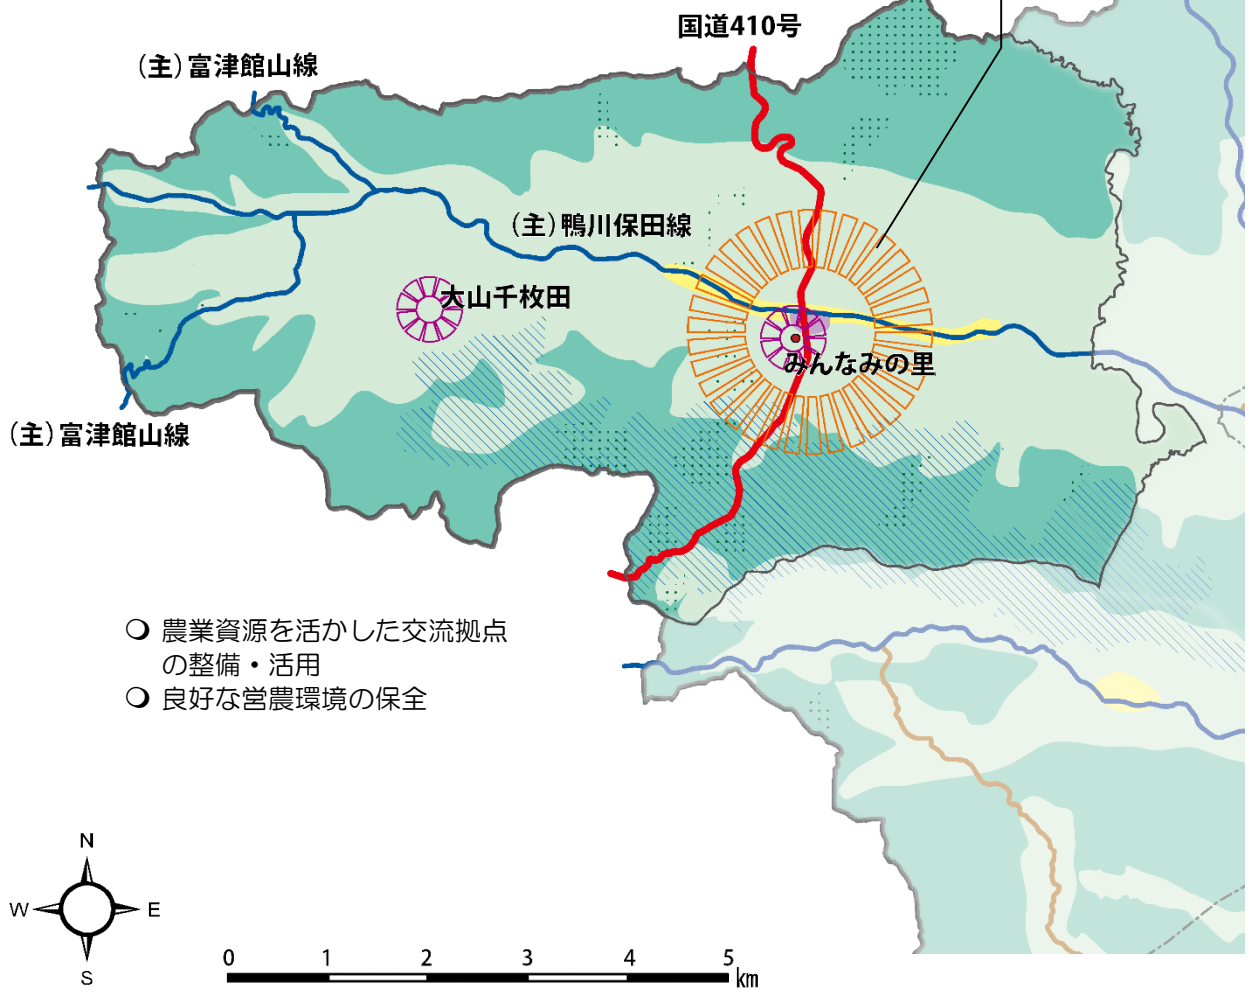 国道410号
(主)富津館山線
(主)鴨川保田線
大山千枚田
みんなみの里
(主)富津館山線
❍ 農業資源を活かした交流拠点
の整備・活用
❍ 良好な営農環境の保全
N
W E
S
0 1 2 3 4 5
km